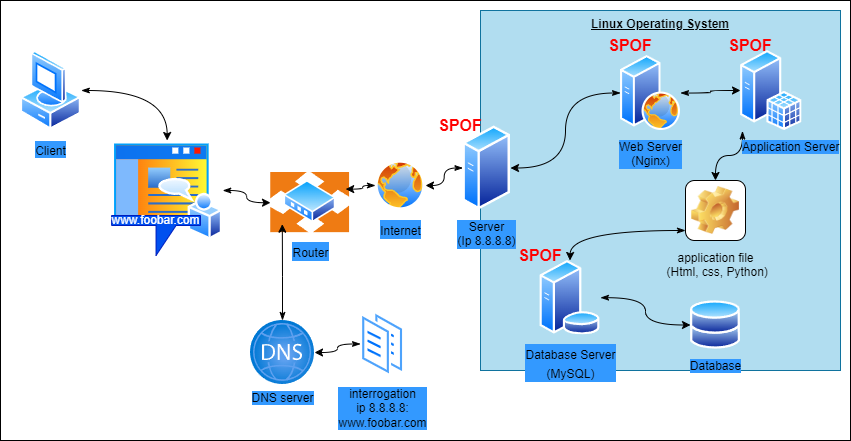 Linux Operating System
SPOF
SPOF
SPOF
Client
Web Server
(Nginx)
Application Server
www.foobar.com
Router
Internet
Server
(Ip 8.8.8.8)
application file
(Html, css, Python)
SPOF
DNS
DNS server
interrogation
ip 8.8.8.8:
www.foobar.com
Database Server
(MySQL)
Database